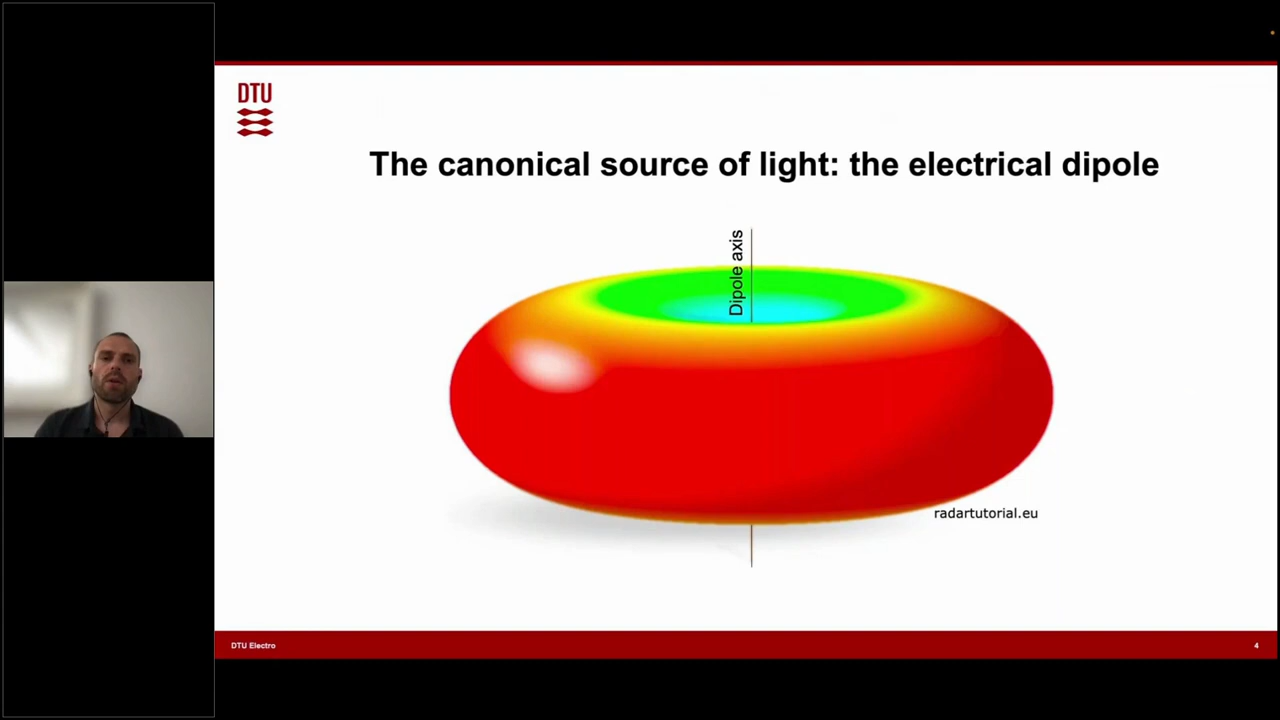 DTU
The canonical source of light: the electrical dipole
Dipole axis
radartutorial.eu
DTU Electro
4